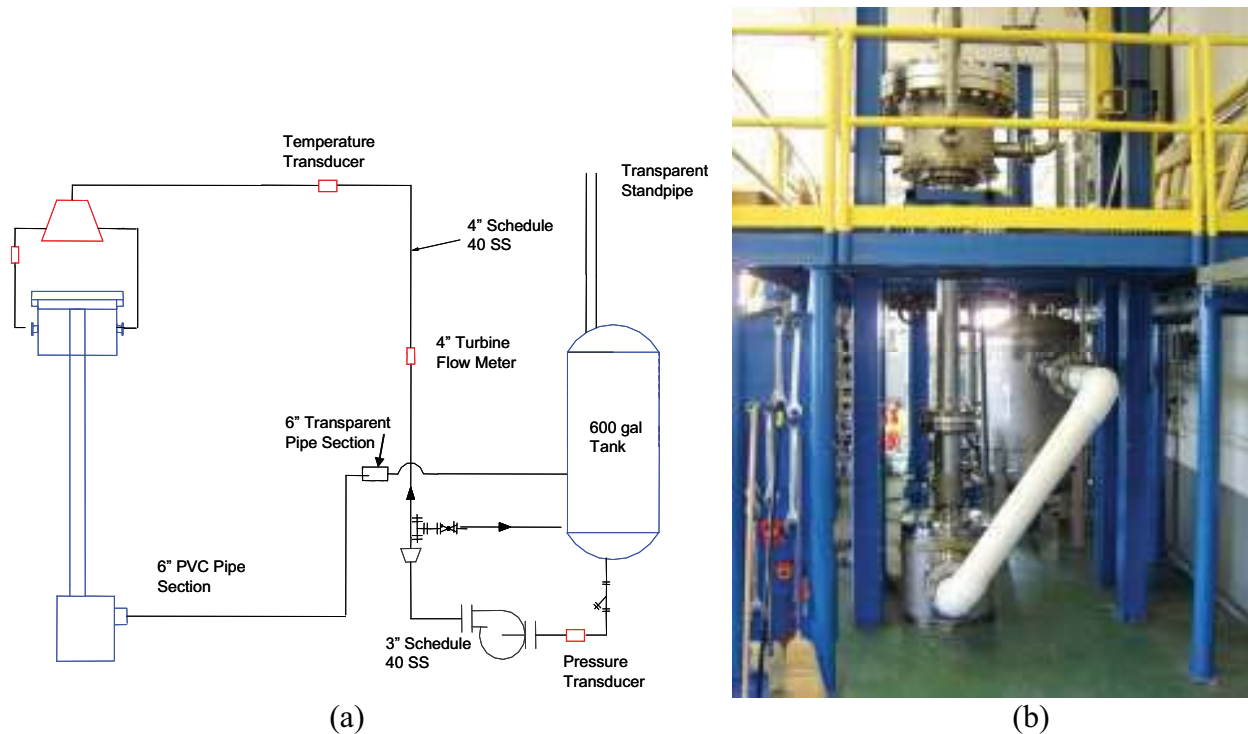 Temperature
Transducer
Transparent
Standpipe
4” Schedule
40 SS
4” Turbine
Flow Meter
6” Transparent
Pipe Section
600 gal
Tank
6” PVC Pipe
Section
3” Schedule
40 SS
Pressure
Transducer
(a)
(b)